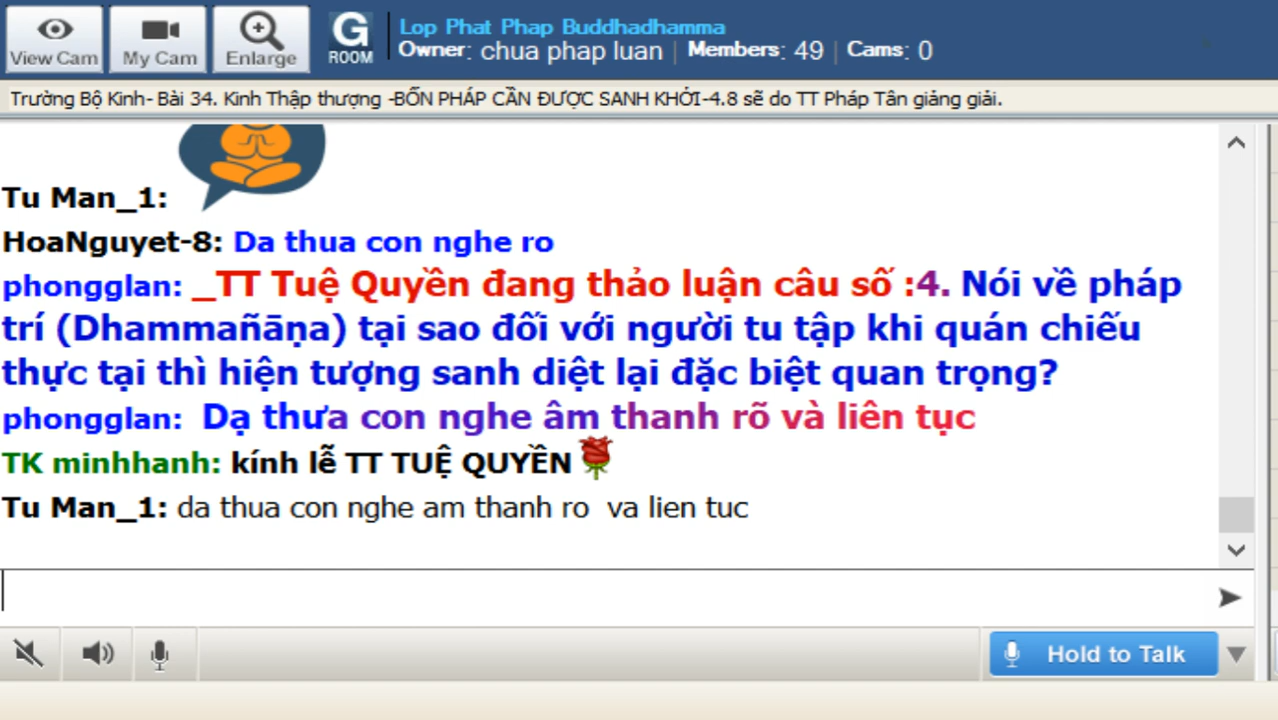 View Cam
My Cam
Enlarge
G
ROOM
Lop Phat Phap Buddhadhamma
Owner: chua phap luan | Members: 49 | Cams: 0
Trường Bộ Kinh- Bài 34. Kinh Thập thượng -BỐN PHÁP CẦN ĐƯỢC SANH KHỞI-4.8 sẽ do TT Pháp Tân giảng giải.
Tu Man_1:
HoaNguyet-8: Da thua con nghe ro
phongglan: _TT Tuệ Quyền đang thảo luận câu số :4. Nói về pháp
trí (Dhammañāṇa) tại sao đối với người tu tập khi quán chiếu
thực tại thì hiện tượng sanh diệt lại đặc biệt quan trọng?
phongglan: Dạ thưa con nghe âm thanh rõ và liên tục
TK minhhanh: kính lễ TT TUỆ QUYỀN
Tu Man_1: da thua con nghe am thanh ro va lien tuc
Hold to Talk